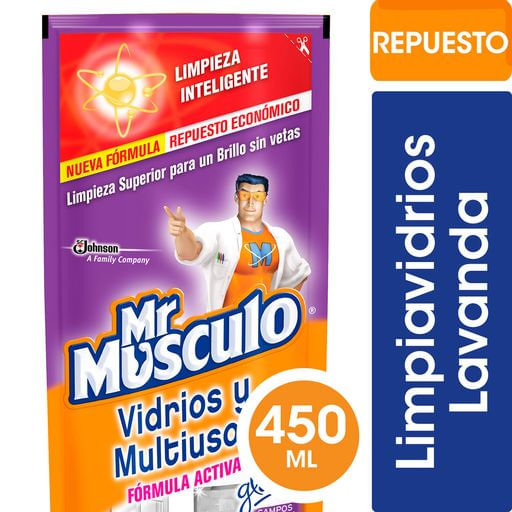 REPUESTO
Limpiavidrios
Lavanda
LIMPIEZA
INTELIGENTE
NUEVA FÓRMULA
REPUESTO ECONÓMICO
Limpieza Superior para un Brillo sin vetas
Johnson
A Family Company
M
Mr
Musculo®
Vidrios y
Multiuso
FÓRMULA ACTIVA
450
ML
CAMPOS